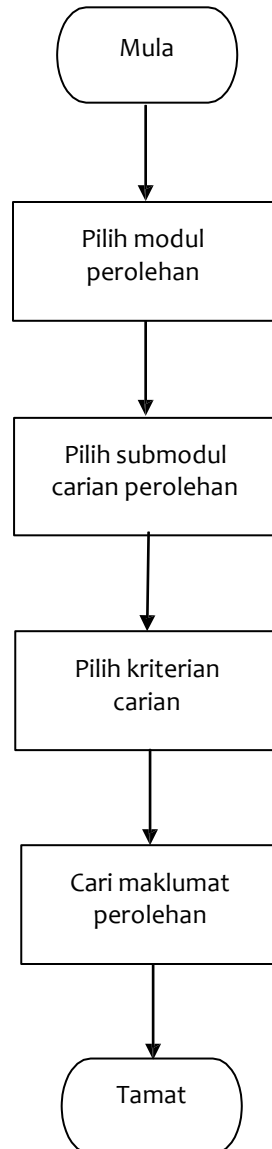 Mula
Pilih modul
perolehan
Pilih submodul
carian perolehan
Pilih kriterian
carian
Cari maklumat
perolehan
Tamat